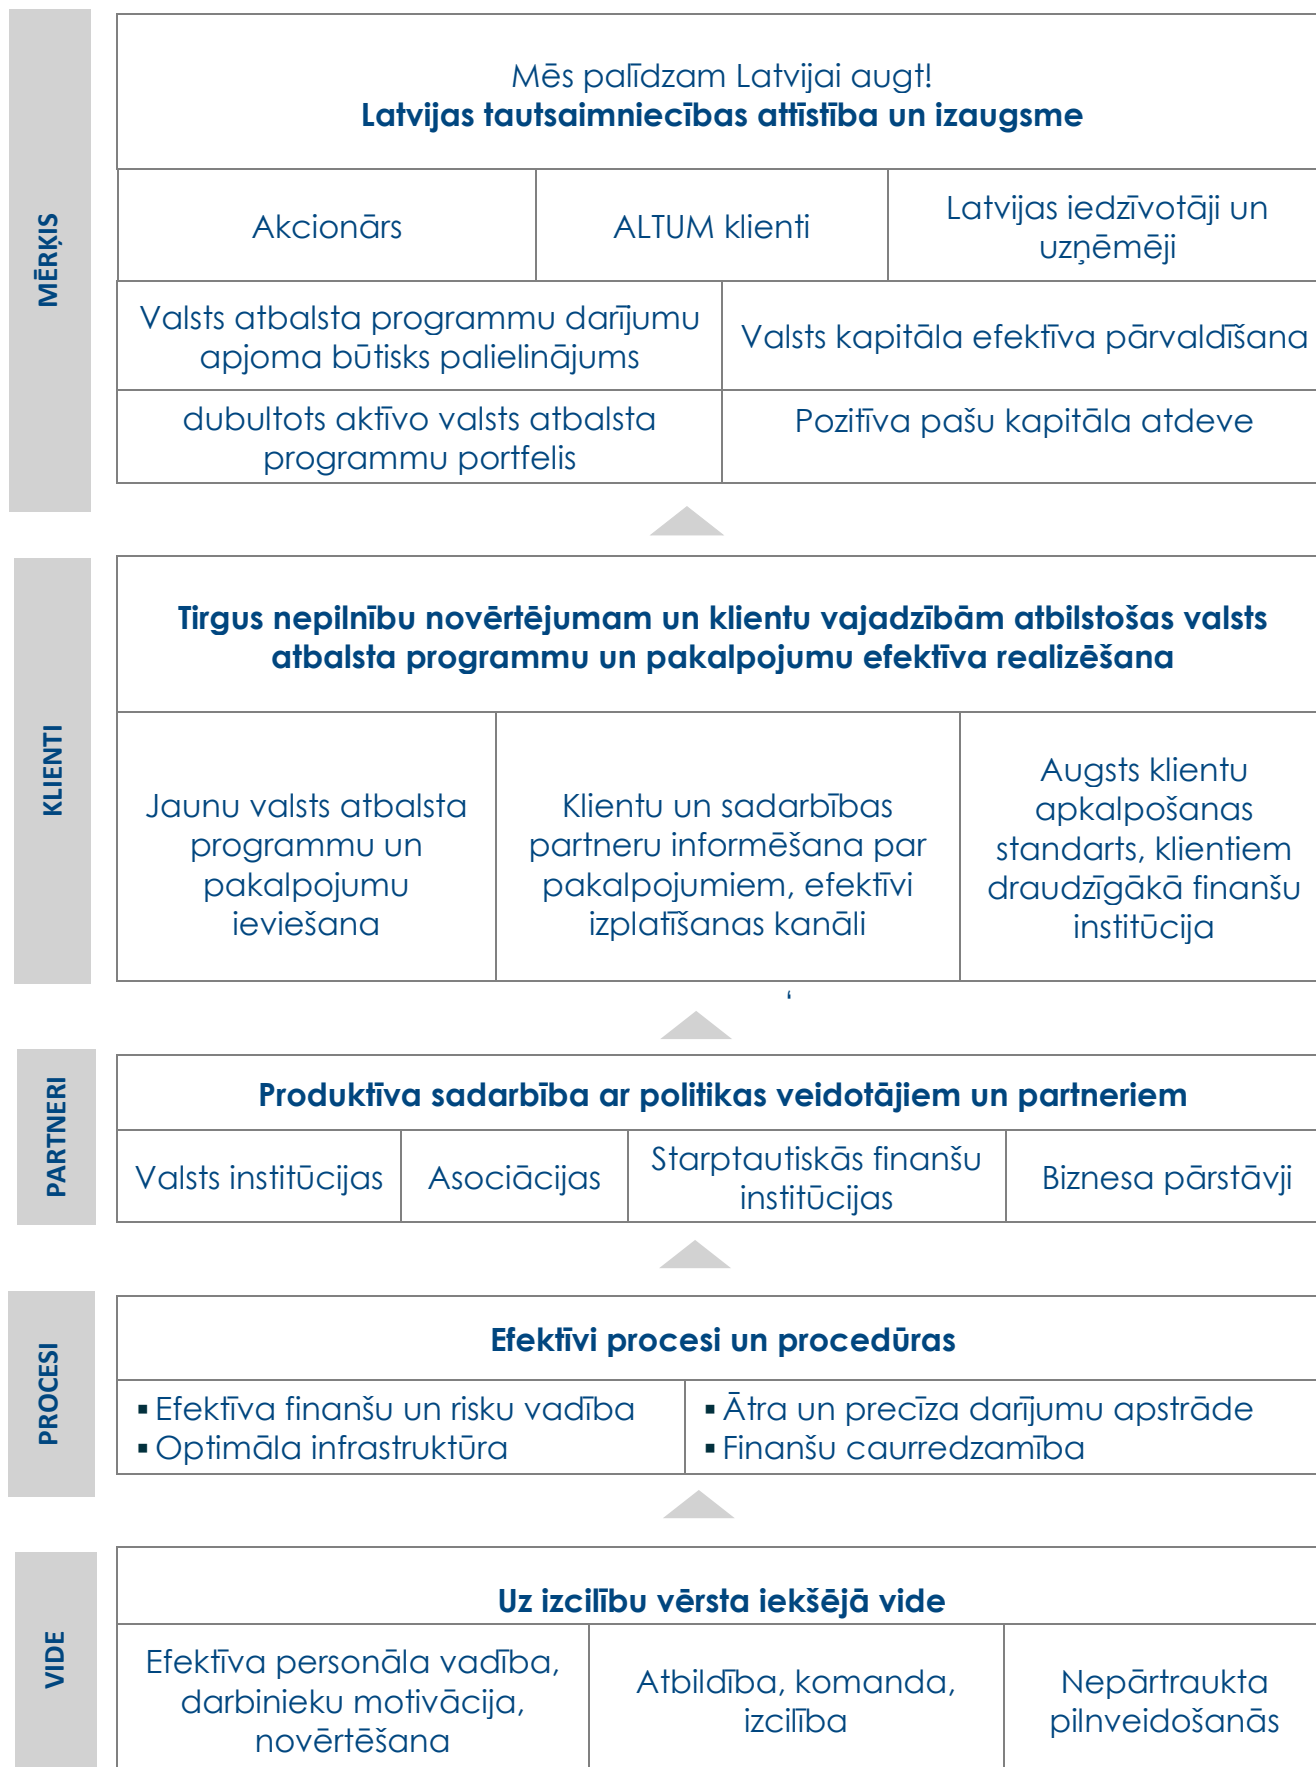 MĒRĶIS
Mēs palīdzam Latvijai augt!
Latvijas tautsaimniecības attīstība un izaugsme
Akcionārs
ALTUM klienti
Latvijas iedzīvotāji un
uzņēmēji
Valsts atbalsta programmu darījumu
apjoma būtisks palielinājums
Valsts kapitāla efektīva pārvaldīšana
dubultots aktīvo valsts atbalsta
programmu portfelis
Pozitīva pašu kapitāla atdeve
KLIENTI
Tirgus nepilnību novērtējumam un klientu vajadzībām atbilstošas valsts
atbalsta programmu un pakalpojumu efektīva realizēšana
Jaunu valsts atbalsta
programmu un
pakalpojumu
ieviešana
Klientu un sadarbības
partneru informēšana par
pakalpojumiem, efektīvi
izplatīšanas kanāli
Augsts klientu
apkalpošanas
standarts, klientiem
draudzīgākā finanšu
institūcija
‘
PARTNERI
Produktīva sadarbība ar politikas veidotājiem un partneriem
Valsts institūcijas
Asociācijas
Starptautiskās finanšu
institūcijas
Biznesa pārstāvji
PROCESI
Efektīvi procesi un procedūras
▪ Efektīva finanšu un risku vadība
▪ Optimāla infrastruktūra
▪ Ātra un precīza darījumu apstrāde
▪ Finanšu caurredzamība
VIDE
Uz izcilību vērsta iekšējā vide
Efektīva personāla vadība,
darbinieku motivācija,
novērtēšana
Atbildība, komanda,
izcilība
Nepārtraukta
pilnveidošanās